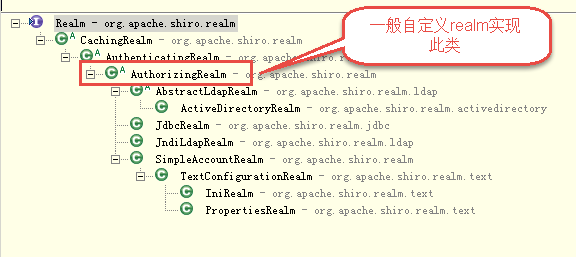 Realm - org.apache.shiro.realm
CachingRealm - org.apache.shiro.realm
AuthenticatingRealm - org.apache.shiro.realm
AuthorizingRealm - org.apache.shiro.realm
AbstractLdapRealm - org.apache.shiro.realm.ldap
ActiveDirectoryRealm - org.apache.shiro.realm.activedirectory
JdbcRealm - org.apache.shiro.realm.jdbc
JndiLdapRealm - org.apache.shiro.realm.ldap
SimpleAccountRealm - org.apache.shiro.realm
TextConfigurationRealm - org.apache.shiro.realm.text
IniRealm - org.apache.shiro.realm.text
PropertiesRealm - org.apache.shiro.realm.text
一般自定义realm实现
此类